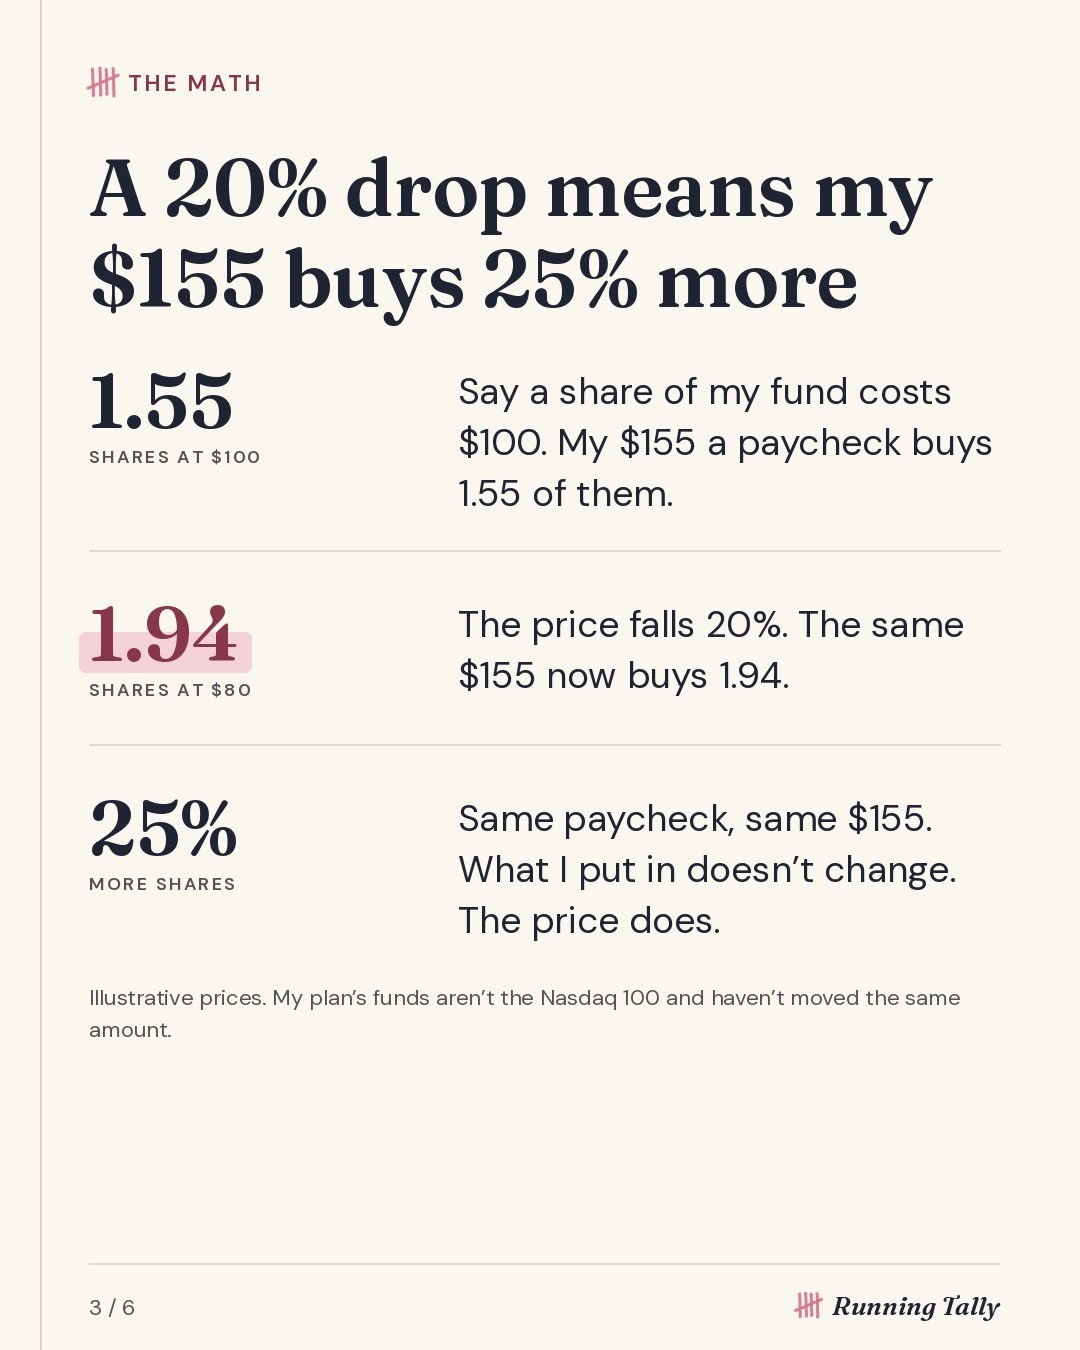 THE MATH
A 20% drop means my
$155 buys 25% more
1.55
SHARES AT $100
Say a share of my fund costs
$100. My $155 a paycheck buys
1.55 of them.
1.94
SHARES AT $80
The price falls 20%. The same
$155 now buys 1.94.
25%
MORE SHARES
Same paycheck, same $155.
What I put in doesn’t change.
The price does.
Illustrative prices. My plan’s funds aren’t the Nasdaq 100 and haven’t moved the same
amount.
3 / 6
Running Tally